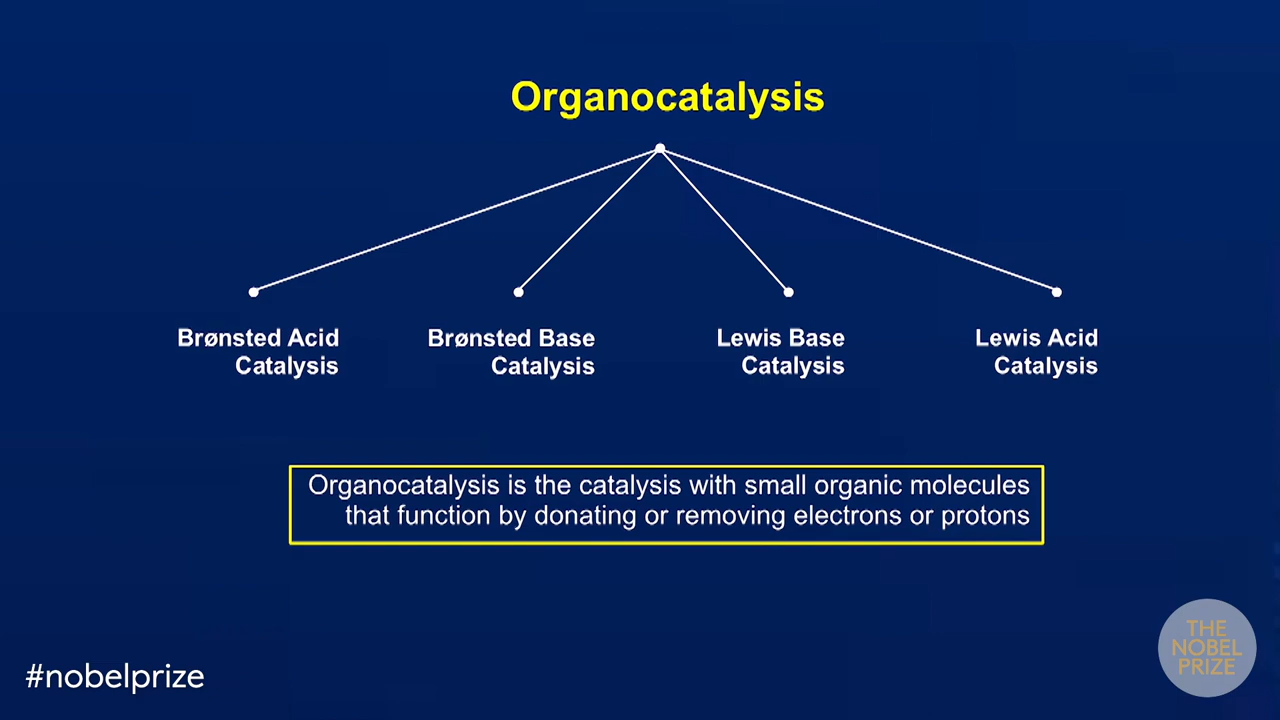 Organocatalysis
Brønsted Acid
Catalysis
Brønsted Base
Catalysis
Lewis Base
Catalysis
Lewis Acid
Catalysis
Organocatalysis is the catalysis with small organic molecules
that function by donating or removing electrons or protons
#nobelprize
THE
NOBEL
PRIZE